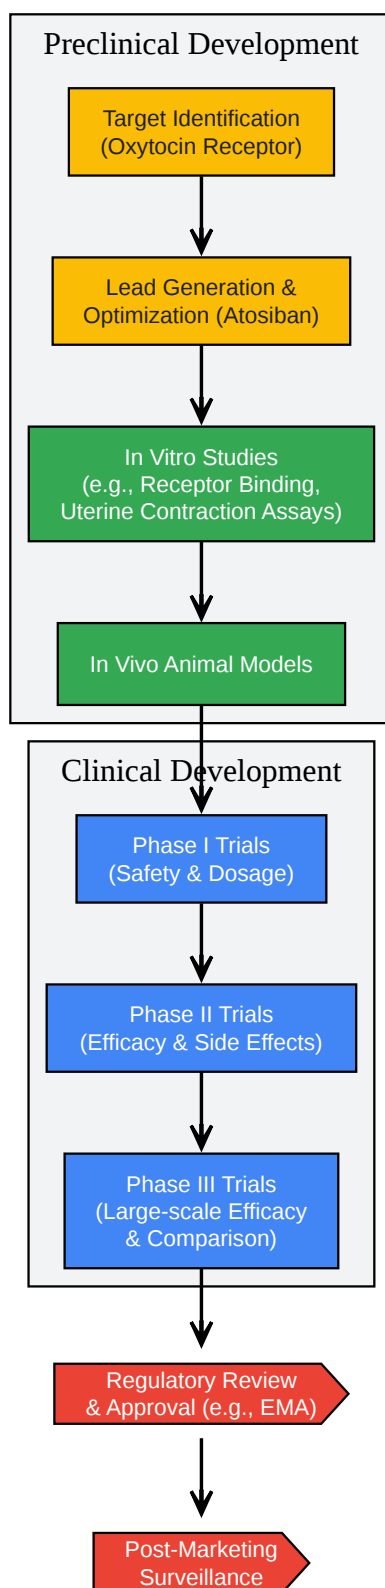 Preclinical Development
Target Identification
(Oxytocin Receptor)
Lead Generation &
Optimization (Atosiban)
In Vitro Studies
(e.g., Receptor Binding,
Uterine Contraction Assays)
In Vivo Animal Models
Clinical Development
Phase I Trials
(Safety & Dosage)
Phase II Trials
(Efficacy & Side Effects)
Phase III Trials
(Large-scale Efficacy
& Comparison)
Regulatory Review
& Approval (e.g., EMA)
Post-Marketing
Surveillance